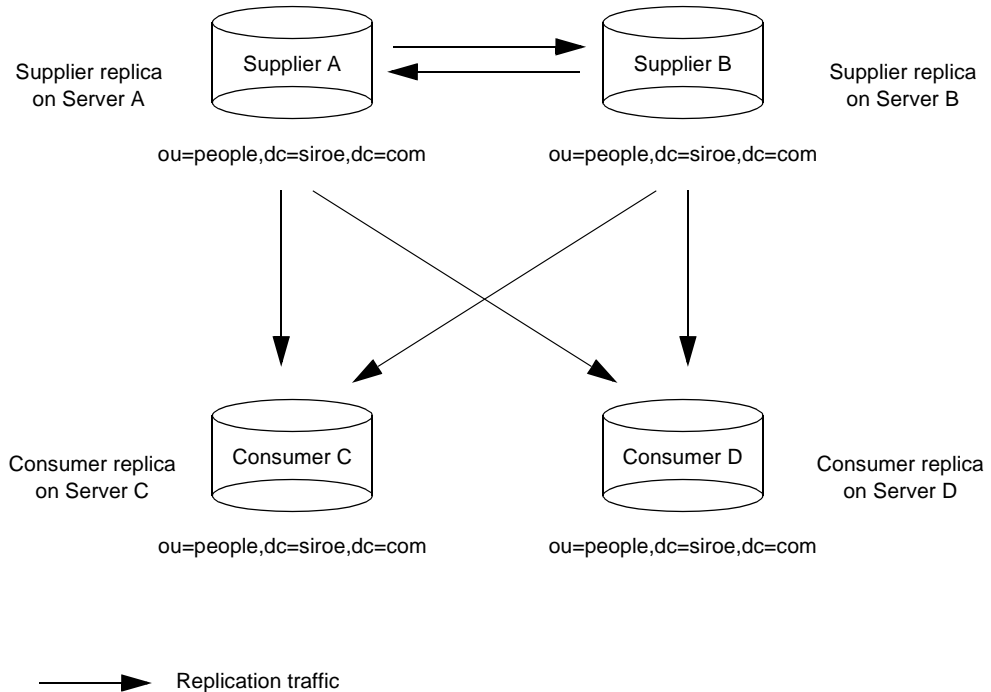 Supplier A
Supplier B
Supplier replica
on Server A
Supplier replica
on Server B
ou=people,dc=siroe,dc=com
ou=people,dc=siroe,dc=com
Consumer C
Consumer D
Consumer replica
on Server C
Consumer replica
on Server D
ou=people,dc=siroe,dc=com
ou=people,dc=siroe,dc=com
Replication traffic